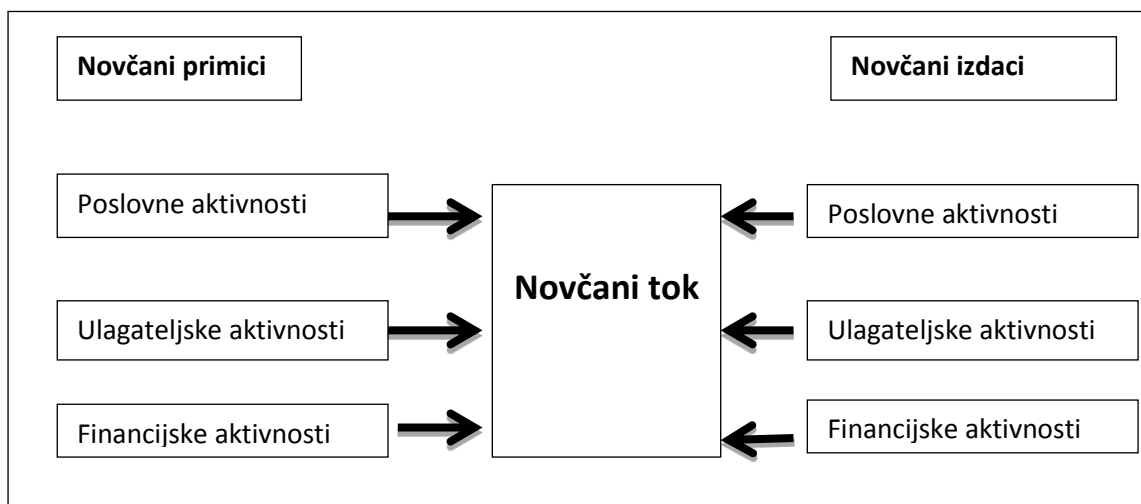 Novčani primici
Novčani izdaci
Poslovne aktivnosti
Poslovne aktivnosti
Novčani tok
Ulagateljske aktivnosti
Ulagateljske aktivnosti
Financijske aktivnosti
Financijske aktivnosti